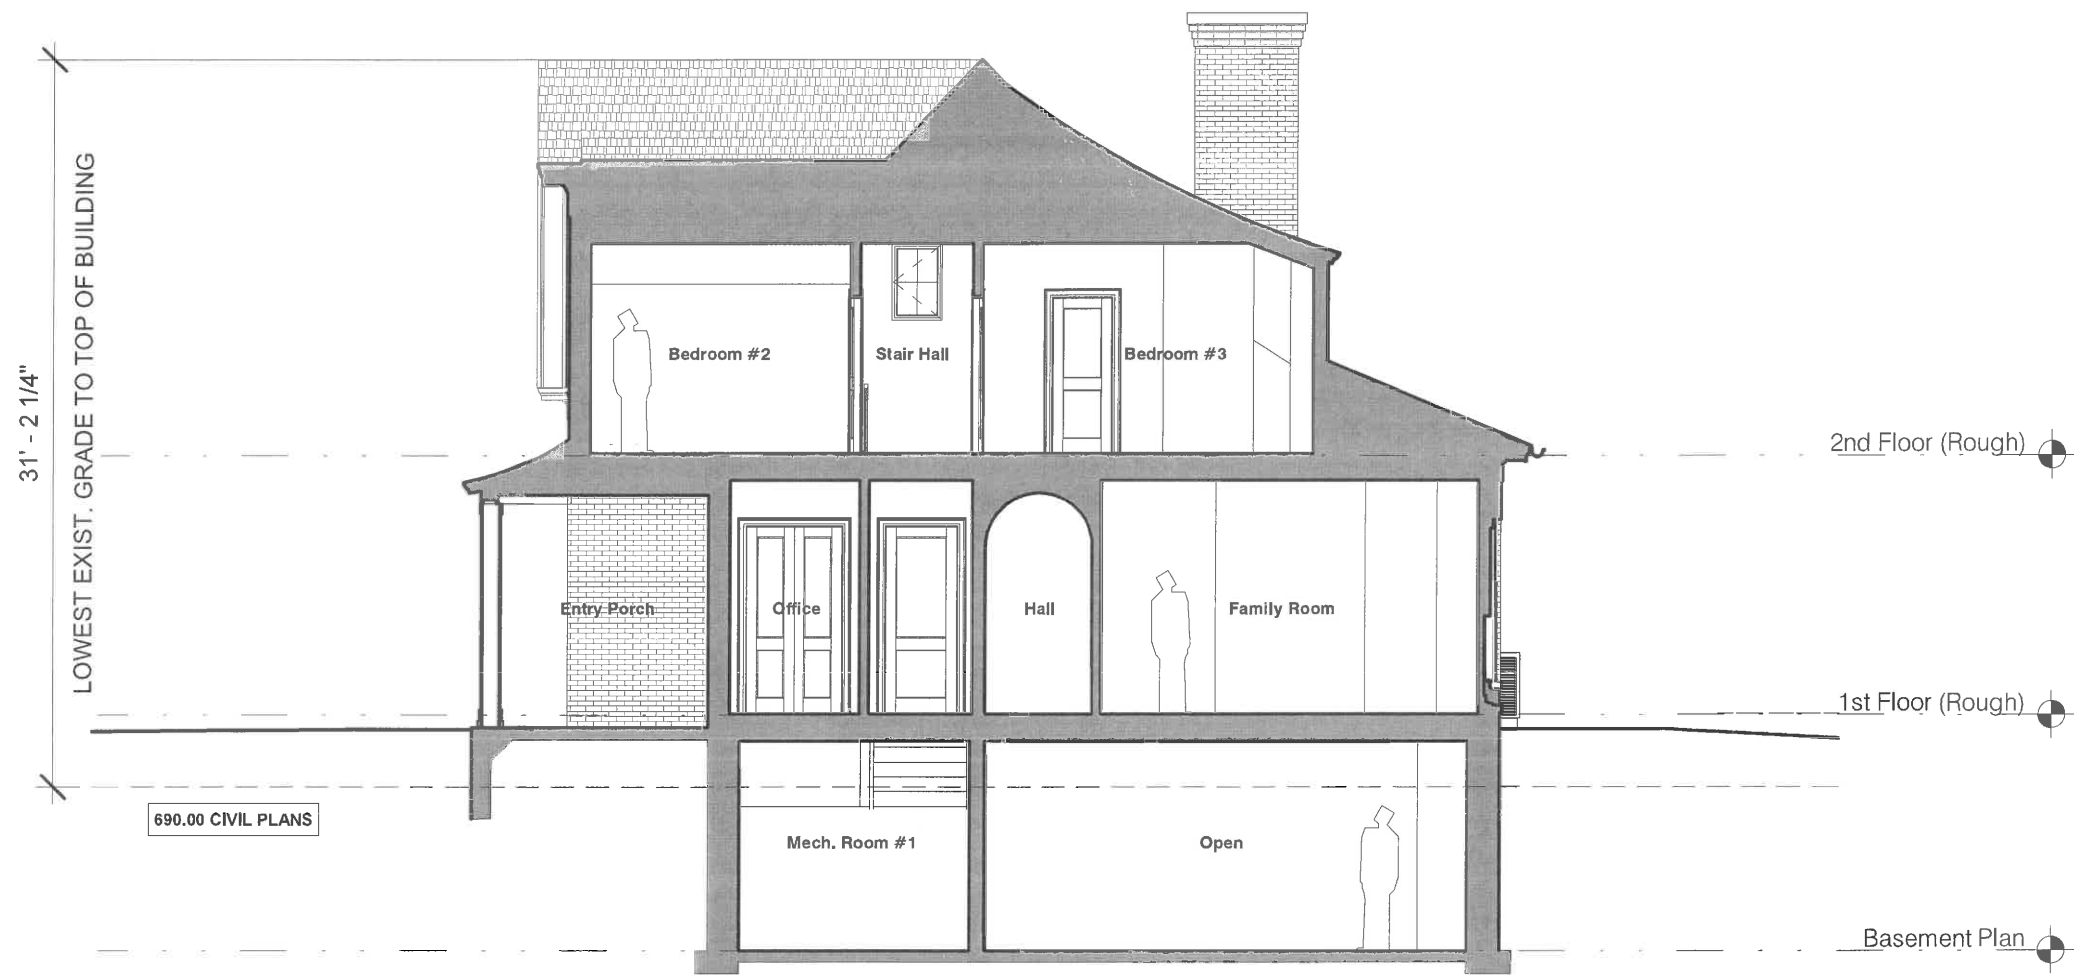 31' - 2 1/4"
LOWEST EXIST. GRADE TO TOP OF BUILDING
Bedroom #2
Stair Hall
Bedroom #3
2nd Floor (Rough)
Entry Porch
Office
Hall
Family Room
1st Floor (Rough)
690.00 CIVIL PLANS
Mech. Room #1
Open
Basement Plan